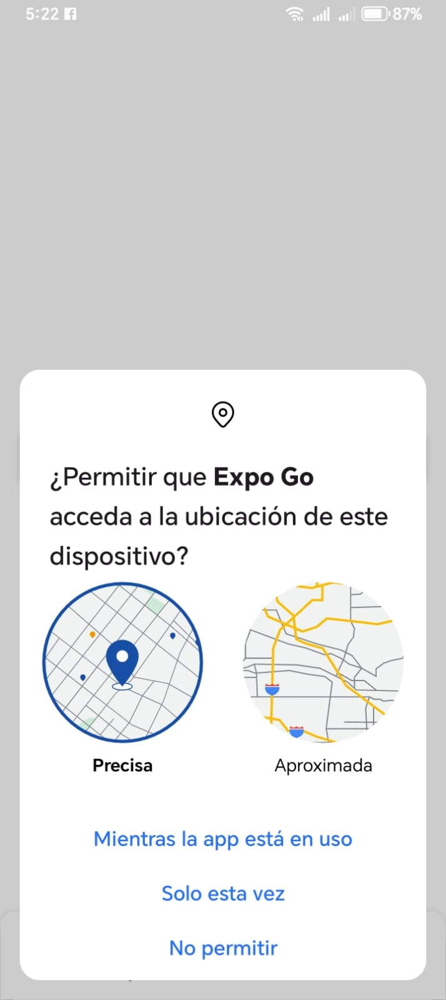 5:22 87%
¿Permitir que Expo Go
acceda a la ubicación de este
dispositivo?
Precisa Aproximada
Mientras la app está en uso
Solo esta vez
No permitir